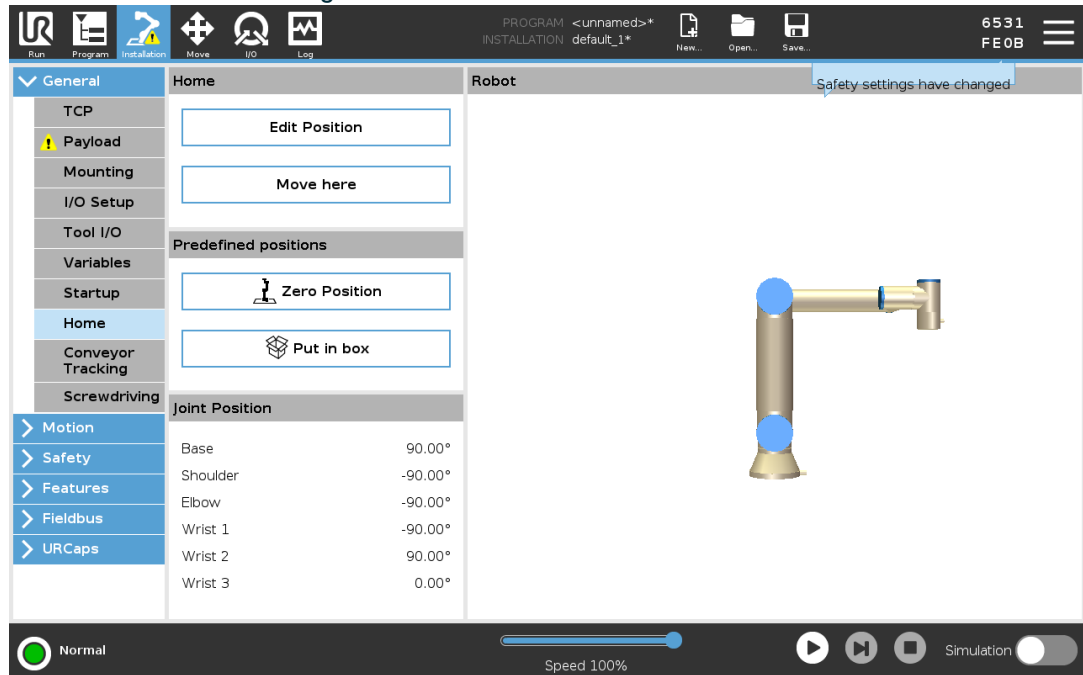 PROGRAM <unnamed>*
INSTALLATION default_1*
6531
FE0B
Run Program Installation Move I/O Log New... Open... Save...
Safety settings have changed
General
TCP
Payload
Mounting
I/O Setup
Tool I/O
Variables
Startup
Home
Conveyor
Tracking
Screwdriving
Motion
Safety
Features
Fieldbus
URCaps
Home
Edit Position
Move here
Predefined positions
Zero Position
Put in box
Joint Position
Base 90.00°
Shoulder -90.00°
Elbow -90.00°
Wrist 1 -90.00°
Wrist 2 90.00°
Wrist 3 0.00°
Robot
Normal
Speed 100%
Simulation